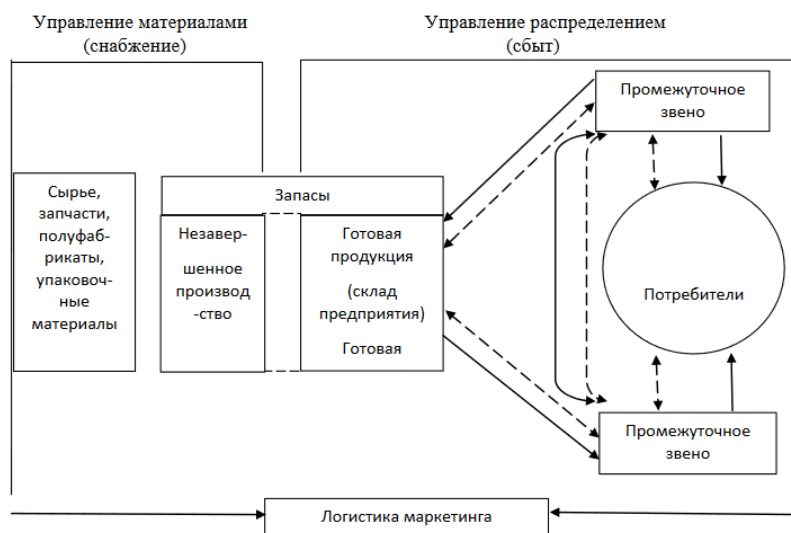 Управление материалами
(снабжение)
Управление распределением
(сбыт)
Промежуточное
звено
Сырье,
запчасти,
полуфаб-
рикаты,
упаковоч-
ные
материалы
Запасы
Незавер-
шенное
производ
-ство
Готовая
продукция
(склад
предприятия)
Готовая
Потребители
Промежуточное
звено
Логистика маркетинга